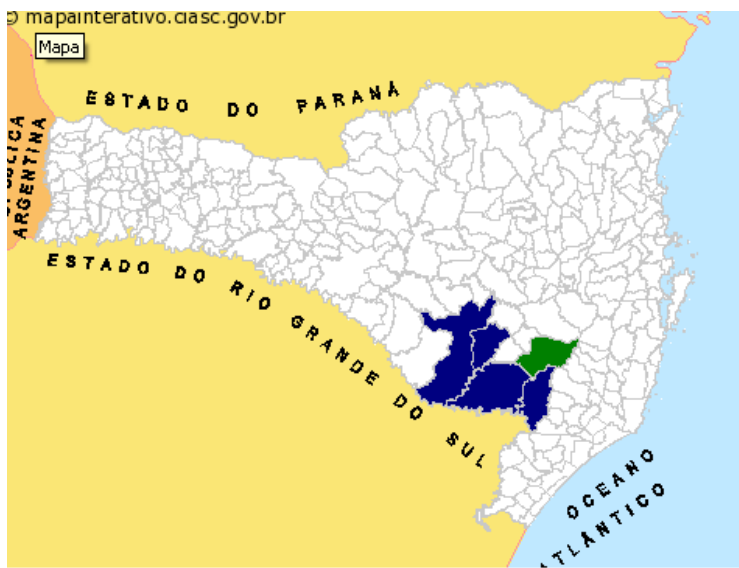 © mapainterativo.ciasc.gov.br
Mapa
ESTADO DO PARANÁ
ARGENTINA
ESTADO DO RIO GRANDE DO SUL
OCEANO
ATLÂNTICO